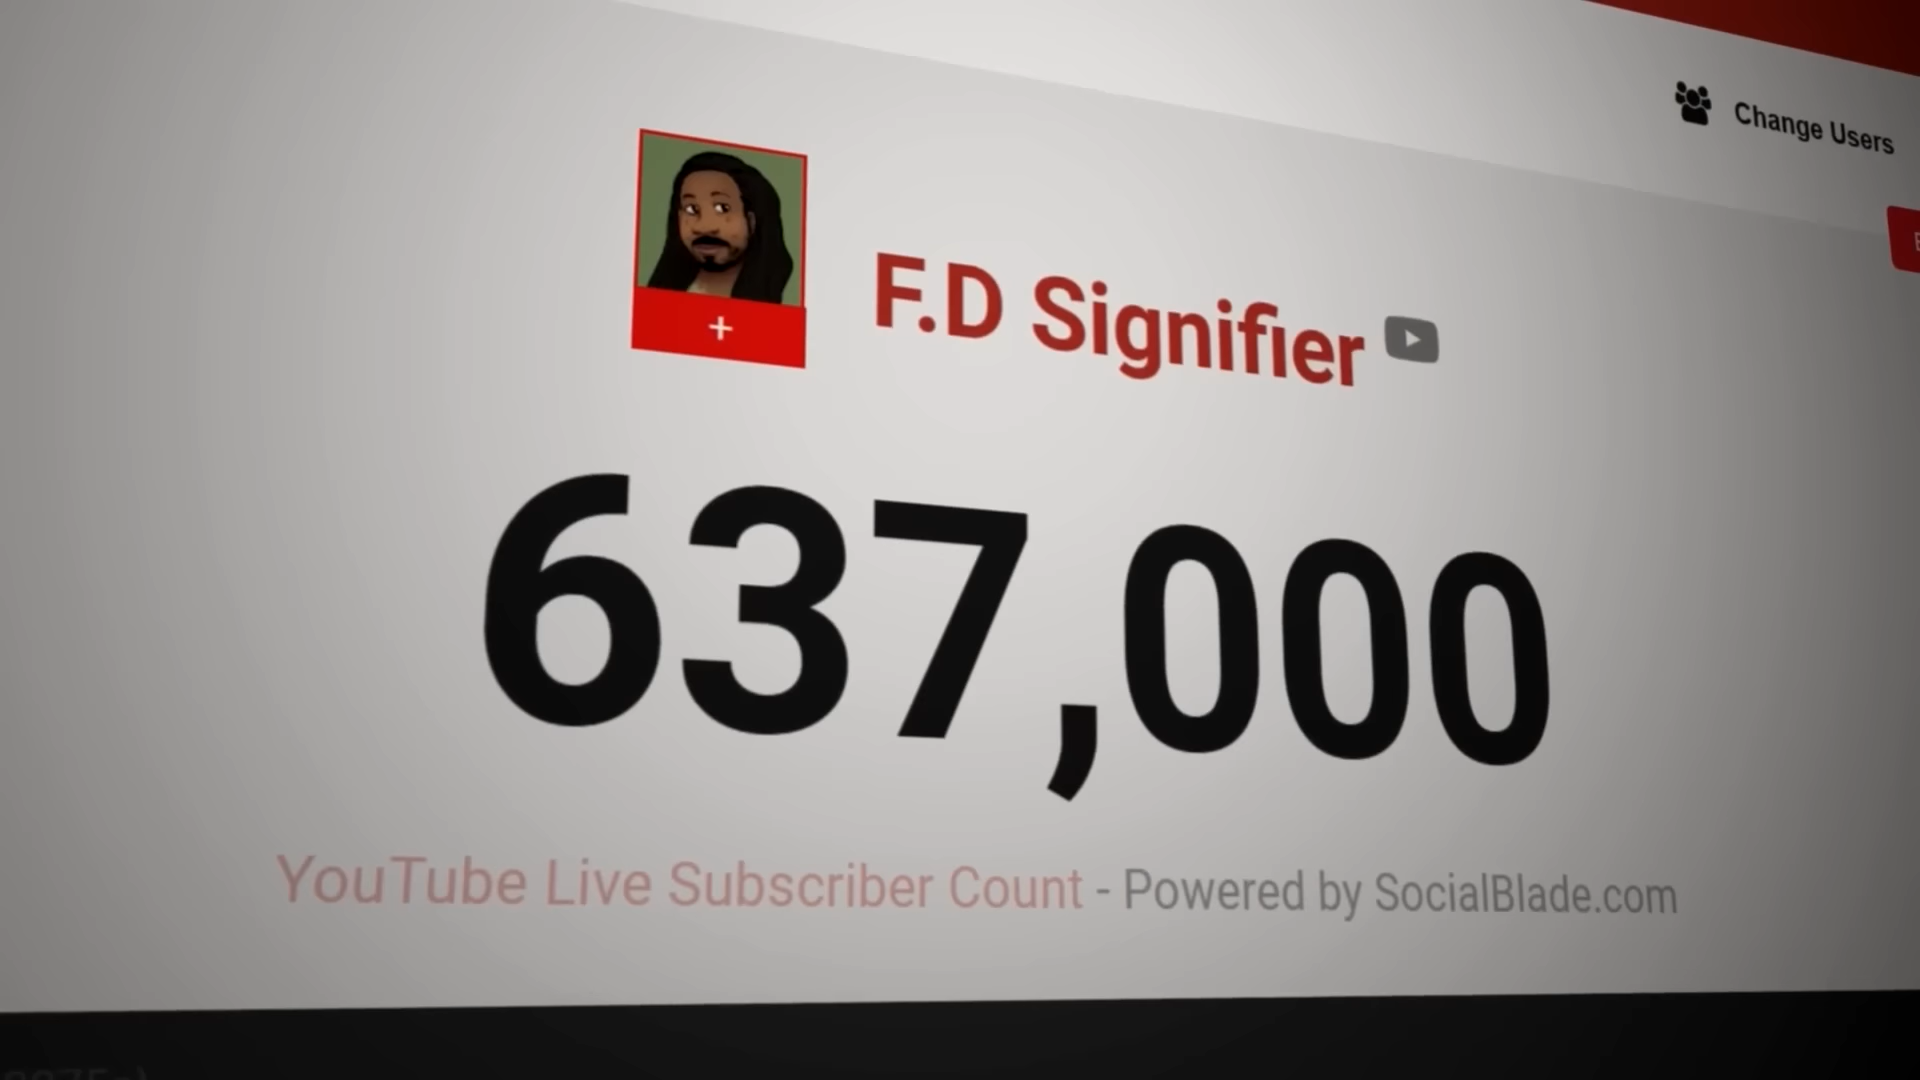 Change Users
F.D Signifier
+
637,000
YouTube Live Subscriber Count - Powered by SocialBlade.com